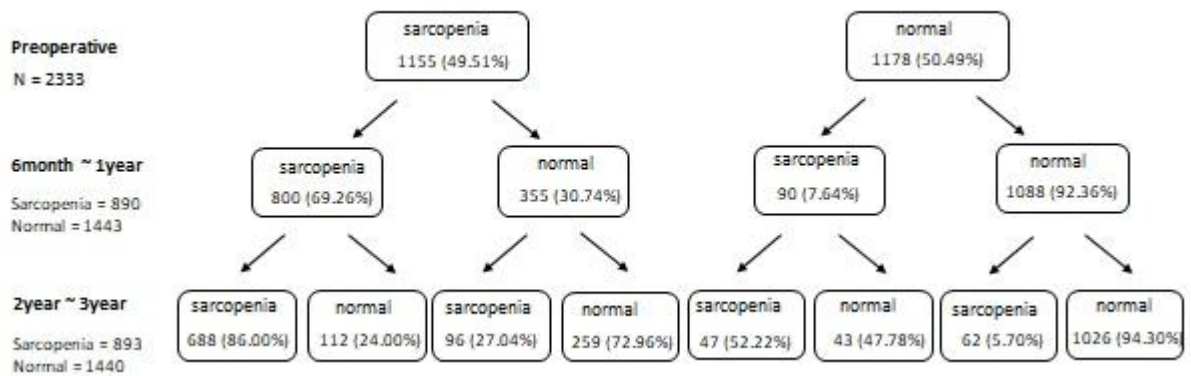 Preoperative
N = 2333
sarcopenia
1155 (49.51%)
normal
1178 (50.49%)
6month ~ 1year
Sarcopenia = 890
Normal = 1443
sarcopenia
800 (69.26%)
normal
355 (30.74%)
sarcopenia
90 (7.64%)
normal
1088 (92.36%)
2year ~ 3year
Sarcopenia = 893
Normal = 1440
sarcopenia
688 (86.00%)
normal
112 (24.00%)
sarcopenia
96 (27.04%)
normal
259 (72.96%)
sarcopenia
47 (52.22%)
normal
43 (47.78%)
sarcopenia
62 (5.70%)
normal
1026 (94.30%)